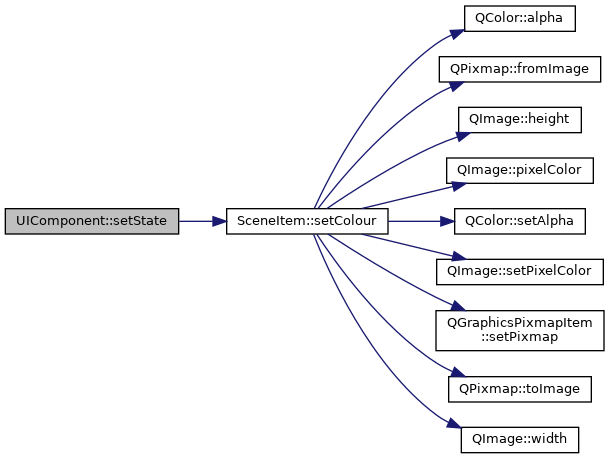 UIComponent::setState
SceneItem::setColour
QColor::alpha
QPixmap::fromImage
QImage::height
QImage::pixelColor
QColor::setAlpha
QImage::setPixelColor
QGraphicsPixmapItem
::setPixmap
QPixmap::toImage
QImage::width